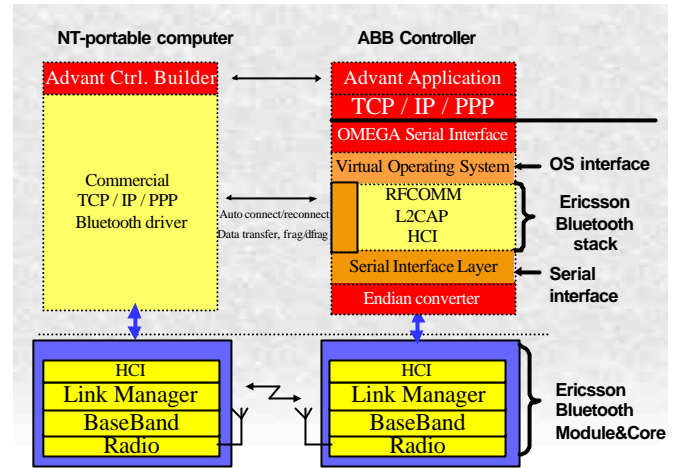 NT-portable computer
ABB Controller
Advant Ctrl. Builder
Advant Application
TCP / IP / PPP
OMEGA Serial Interface
Virtual Operating System
OS interface
Commercial
TCP / IP / PPP
Bluetooth driver
Auto connect/reconnect
Data transfer, frag/dfrag
RFCOMM
L2CAP
HCI
Ericsson
Bluetooth
stack
Serial Interface Layer
Serial
interface
Endian converter
HCI
Link Manager
BaseBand
Radio
HCI
Link Manager
BaseBand
Radio
Ericsson
Bluetooth
Module&Core